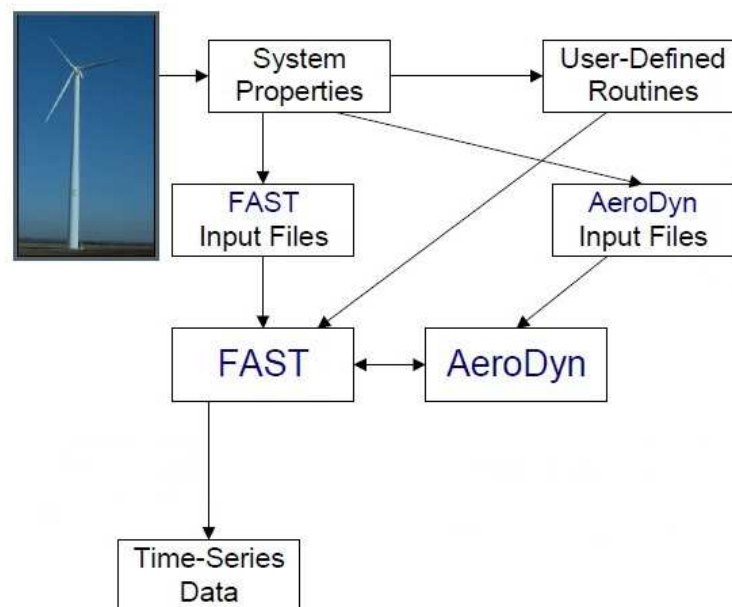 System
Properties
User-Defined
Routines
FAST
Input Files
AeroDyn
Input Files
FAST
AeroDyn
Time-Series
Data